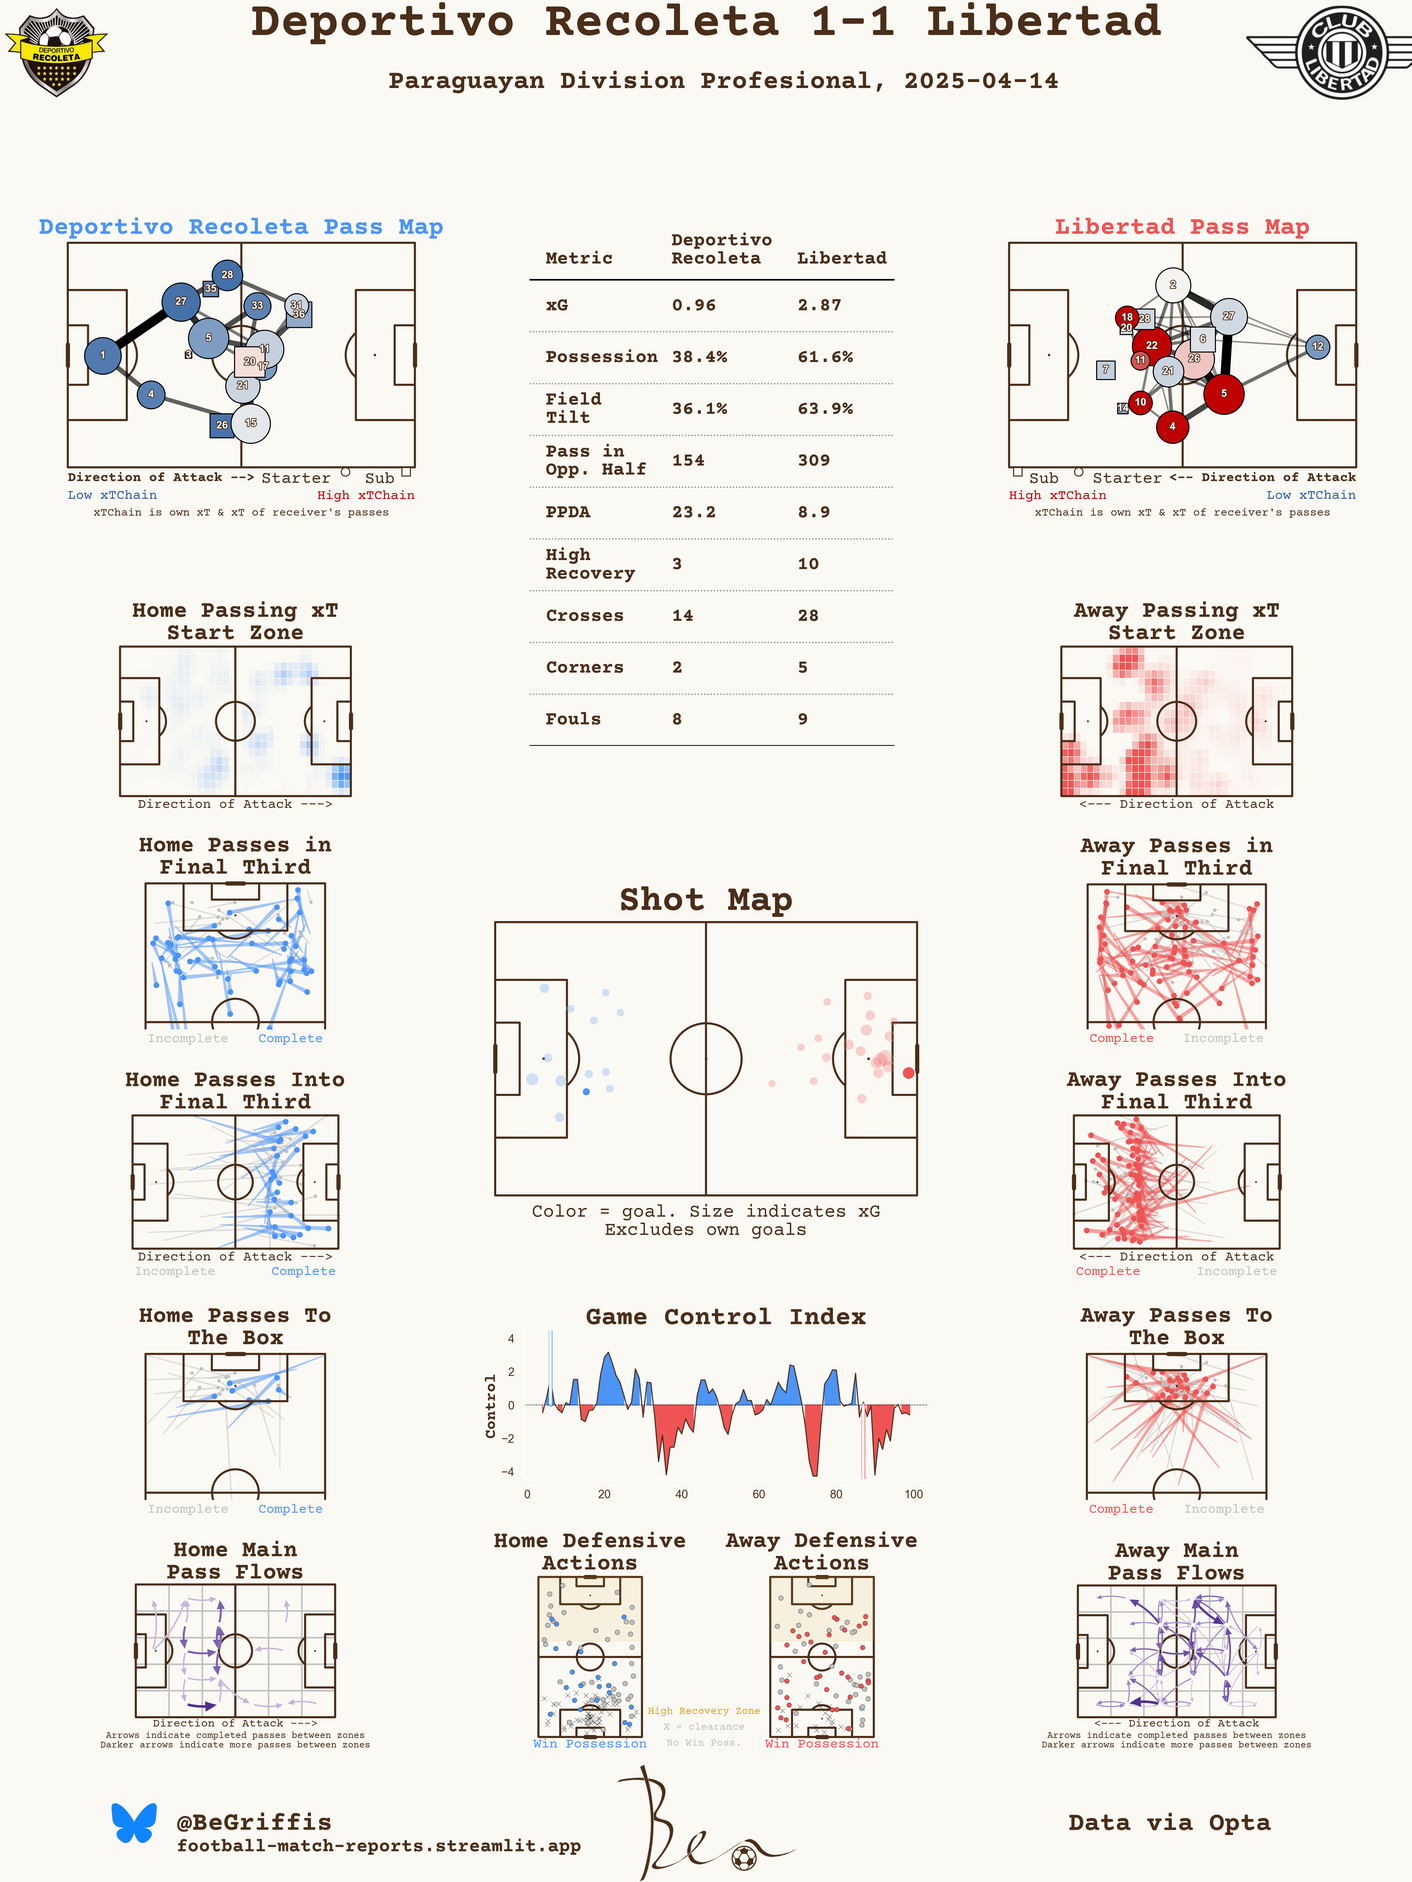 Deportivo Recoleta 1-1 Libertad
Paraguayan Division Profesional, 2025-04-14
DEPORTIVO
RECOLETA
CLUB
LIBERTAD
Deportivo Recoleta Pass Map
28
35
27
33
31
36
5
11
1
3
20
17
4
21
26
15
Direction of Attack --> Starter Sub
Low xTChain High xTChain
xTChain is own xT & xT of receiver's passes
Metric Deportivo Recoleta Libertad
xG 0.96 2.87
Possession 38.4% 61.6%
Field Tilt 36.1% 63.9%
Pass in Opp. Half 154 309
PPDA 23.2 8.9
High Recovery 3 10
Crosses 14 28
Corners 2 5
Fouls 8 9
Libertad Pass Map
2
18
28
20
27
22
6
12
11
26
7
21
5
14
10
4
Sub Starter <-- Direction of Attack
High xTChain Low xTChain
xTChain is own xT & xT of receiver's passes
Home Passing xT
Start Zone
Direction of Attack --->
Away Passing xT
Start Zone
<--- Direction of Attack
Home Passes in
Final Third
Incomplete Complete
Away Passes in
Final Third
Complete Incomplete
Shot Map
Color = goal. Size indicates xG
Excludes own goals
Home Passes Into
Final Third
Direction of Attack --->
Incomplete Complete
Away Passes Into
Final Third
<--- Direction of Attack
Complete Incomplete
Home Passes To
The Box
Incomplete Complete
Game Control Index
Control
4
2
0
−2
−4
0 20 40 60 80 100
Away Passes To
The Box
Complete Incomplete
Home Main
Pass Flows
Direction of Attack --->
Arrows indicate completed passes between zones
Darker arrows indicate more passes between zones
Home Defensive
Actions
Win Possession
Away Defensive
Actions
Win Possession
High Recovery Zone
X = clearance
No Win Poss.
Away Main
Pass Flows
<--- Direction of Attack
Arrows indicate completed passes between zones
Darker arrows indicate more passes between zones
@BeGriffis
football-match-reports.streamlit.app
Ben
Data via Opta